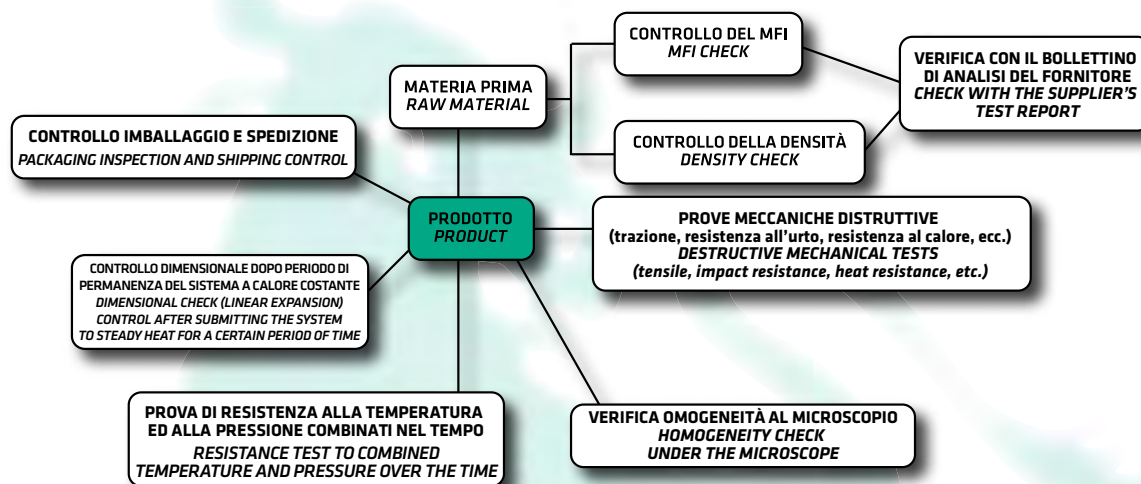 CONTROLLO DEL MFI
MFI CHECK
VERIFICA CON IL BOLLETTINO
DI ANALISI DEL FORNITORE
CHECK WITH THE SUPPLIER'S
TEST REPORT
MATERIA PRIMA
RAW MATERIAL
CONTROLLO DELLA DENSITÀ
DENSITY CHECK
CONTROLLO IMBALLAGGIO E SPEDIZIONE
PACKAGING INSPECTION AND SHIPPING CONTROL
PRODOTTO
PRODUCT
PROVE MECCANICHE DISTRUTTIVE
(trazione, resistenza all'urto, resistenza al calore, ecc.)
DESTRUCTIVE MECHANICAL TESTS
(tensile, impact resistance, heat resistance, etc.)
CONTROLLO DIMENSIONALE DOPO PERIODO DI
PERMANENZA DEL SISTEMA A CALORE COSTANTE
DIMENSIONAL CHECK (LINEAR EXPANSION)
CONTROL AFTER SUBMITTING THE SYSTEM
TO STEADY HEAT FOR A CERTAIN PERIOD OF TIME
PROVA DI RESISTENZA ALLA TEMPERATURA
ED ALLA PRESSIONE COMBINATI NEL TEMPO
RESISTANCE TEST TO COMBINED
TEMPERATURE AND PRESSURE OVER THE TIME
VERIFICA OMOGENEITÀ AL MICROSCOPIO
HOMOGENEITY CHECK
UNDER THE MICROSCOPE